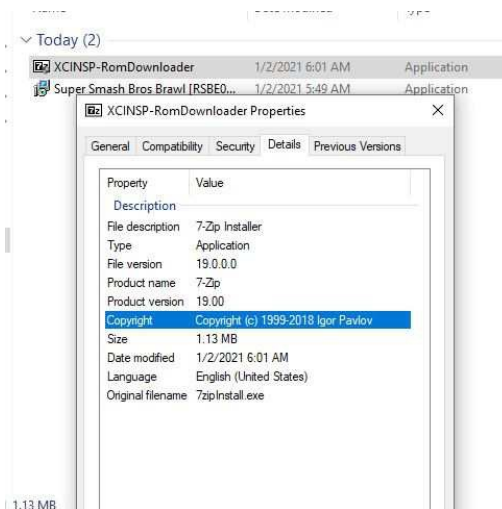 Today (2)
XCINSP-RomDownloader 1/2/2021 6:01 AM Application
Super Smash Bros Brawl [RSBE0... 1/2/2021 5:49 AM Application
XCINSP-RomDownloader Properties
General Compatibility Security Details Previous Versions
Property Value
Description
File description 7-Zip Installer
Type Application
File version 19.0.0.0
Product name 7-Zip
Product version 19.00
Copyright Copyright (c) 1999-2018 Igor Pavlov
Size 1.13 MB
Date modified 1/2/2021 6:01 AM
Language English (United States)
Original filename 7zipInstall.exe
1.13 MB